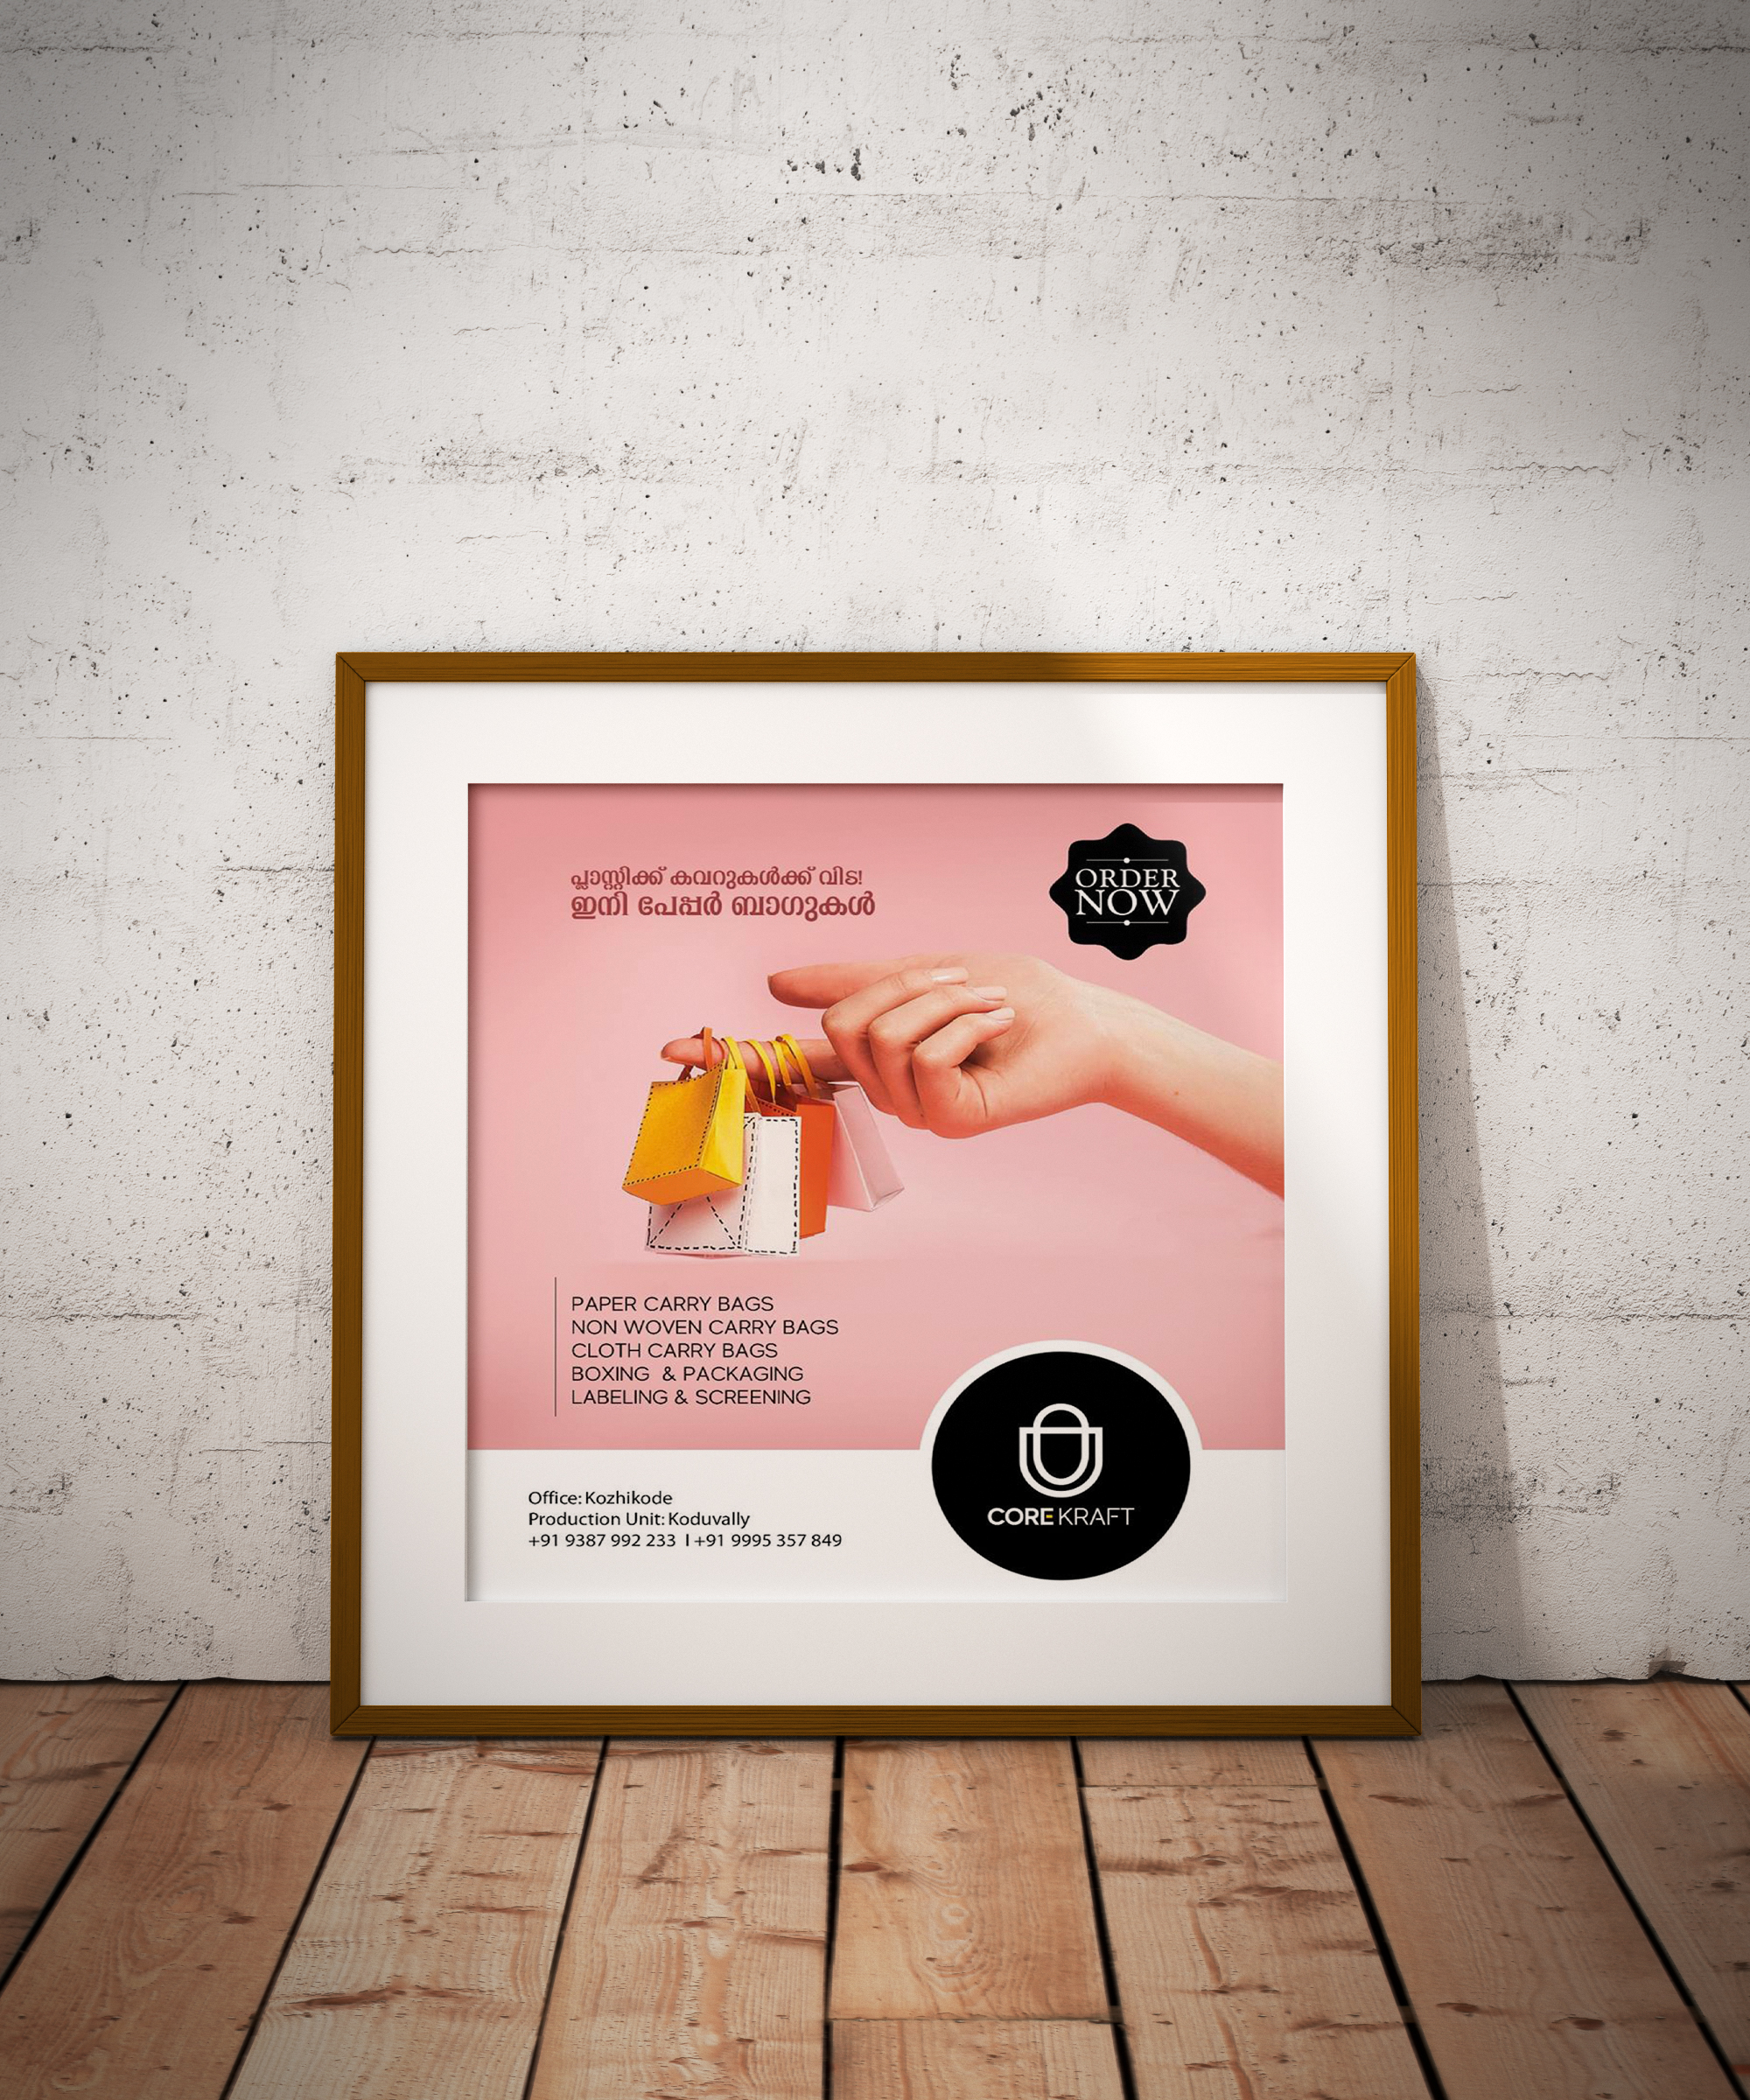 പ്ലാസ്റ്റിക്ക് കവറുകൾക്ക് വിട!
ഇനി പേപ്പർ ബാഗുകൾ
ORDER
NOW
PAPER CARRY BAGS
NON WOVEN CARRY BAGS
CLOTH CARRY BAGS
BOXING & PACKAGING
LABELING & SCREENING
Office: Kozhikode
Production Unit: Koduvally
+91 9387 992 233 | +91 9995 357 849
CORE KRAFT